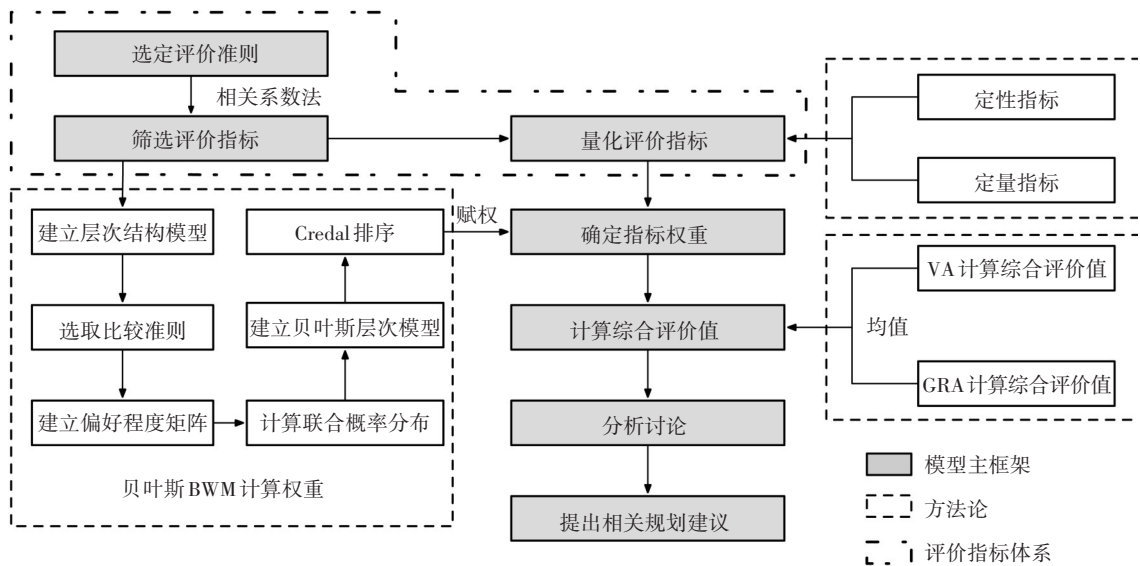 选定评价准则
相关系数法
筛选评价指标
量化评价指标
定性指标
定量指标
建立层次结构模型
Credal排序
赋权
确定指标权重
VA计算综合评价值
选取比较准则
建立贝叶斯层次模型
计算综合评价值
均值
GRA计算综合评价值
建立偏好程度矩阵
计算联合概率分布
分析讨论
贝叶斯BWM计算权重
提出相关规划建议
模型主框架
方法论
评价指标体系